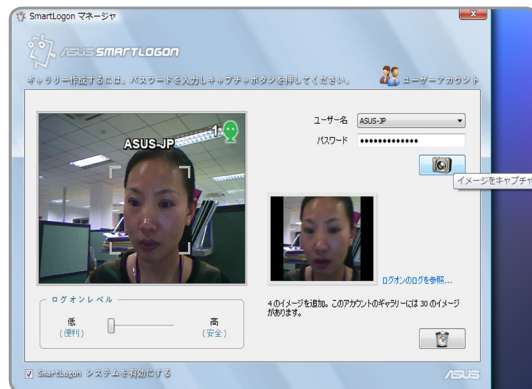 SmartLogon マネージャ
ASUS SMARTLOGON
ギャラリー作成するには、パスワードを入力しキャプチャボタンを押してください。
ユーザーアカウント
ユーザー名 ASUS-JP
パスワード •••••••••••••
イメージをキャプチャ
ASUS-JP 1
ログオンのログを参照...
4 のイメージを追加。このアカウントのギャラリーには 30 のイメージ
があります。
ログオンレベル
低 高
(便利) (安全)
SmartLogon システムを有効にする
ASUS